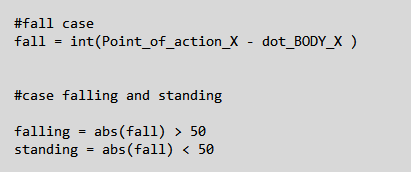 #fall case
fall = int(Point_of_action_X - dot_BODY_X )
#case falling and standing
falling = abs(fall) > 50
standing = abs(fall) < 50